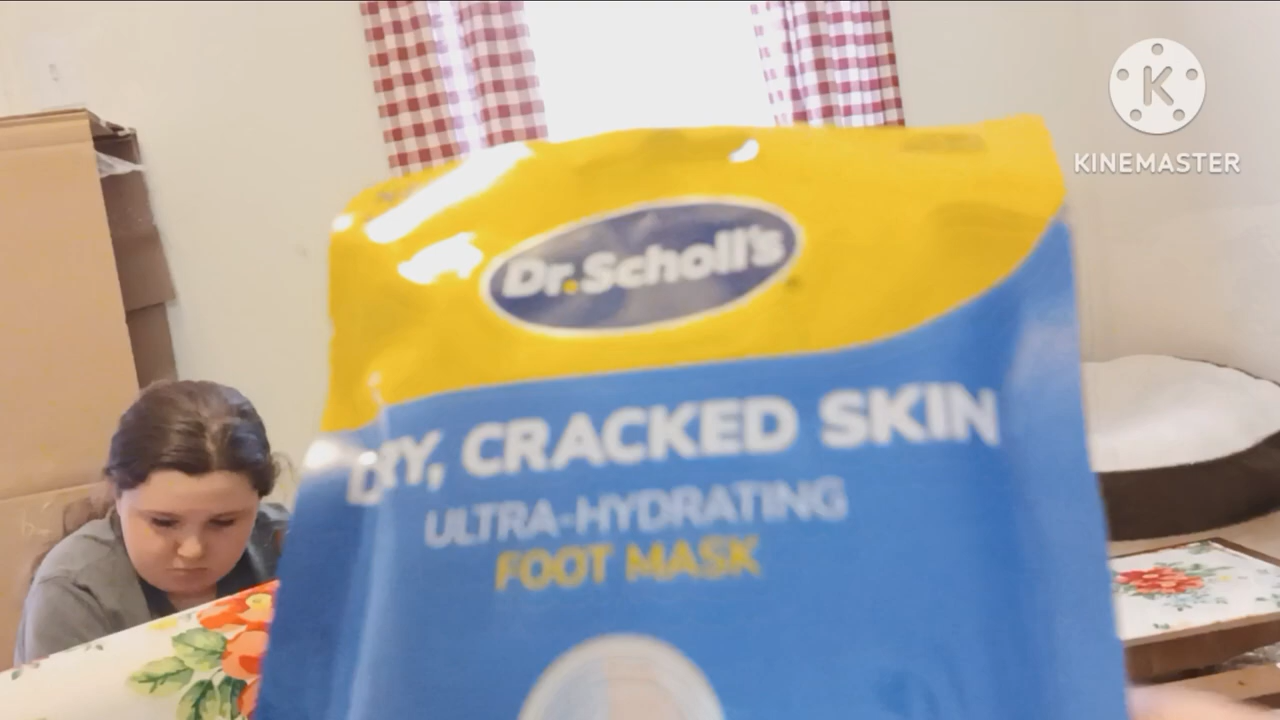 K
KINEMASTER
Dr.Scholl's
DRY, CRACKED SKIN
ULTRA-HYDRATING
FOOT MASK